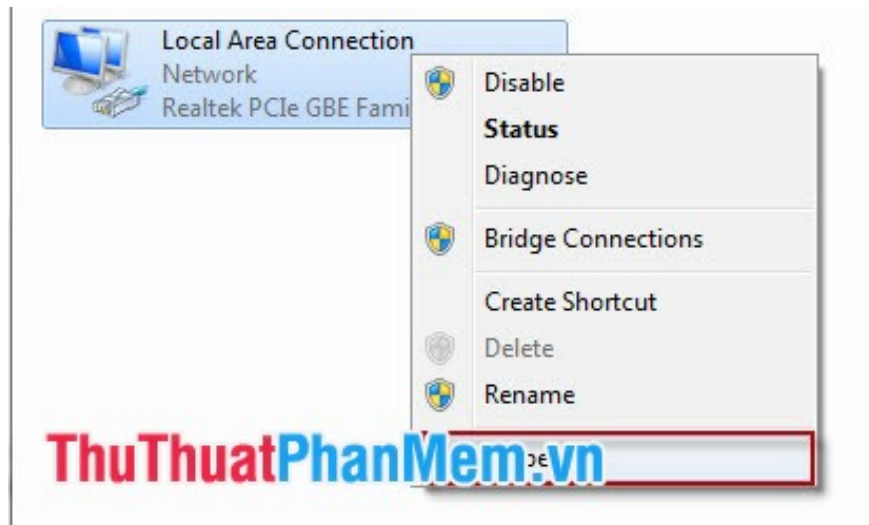 Local Area Connection
Network
Realtek PCIe GBE Fami
Disable
Status
Diagnose
Bridge Connections
Create Shortcut
Delete
Rename
ThuThuatPhanMem.vn